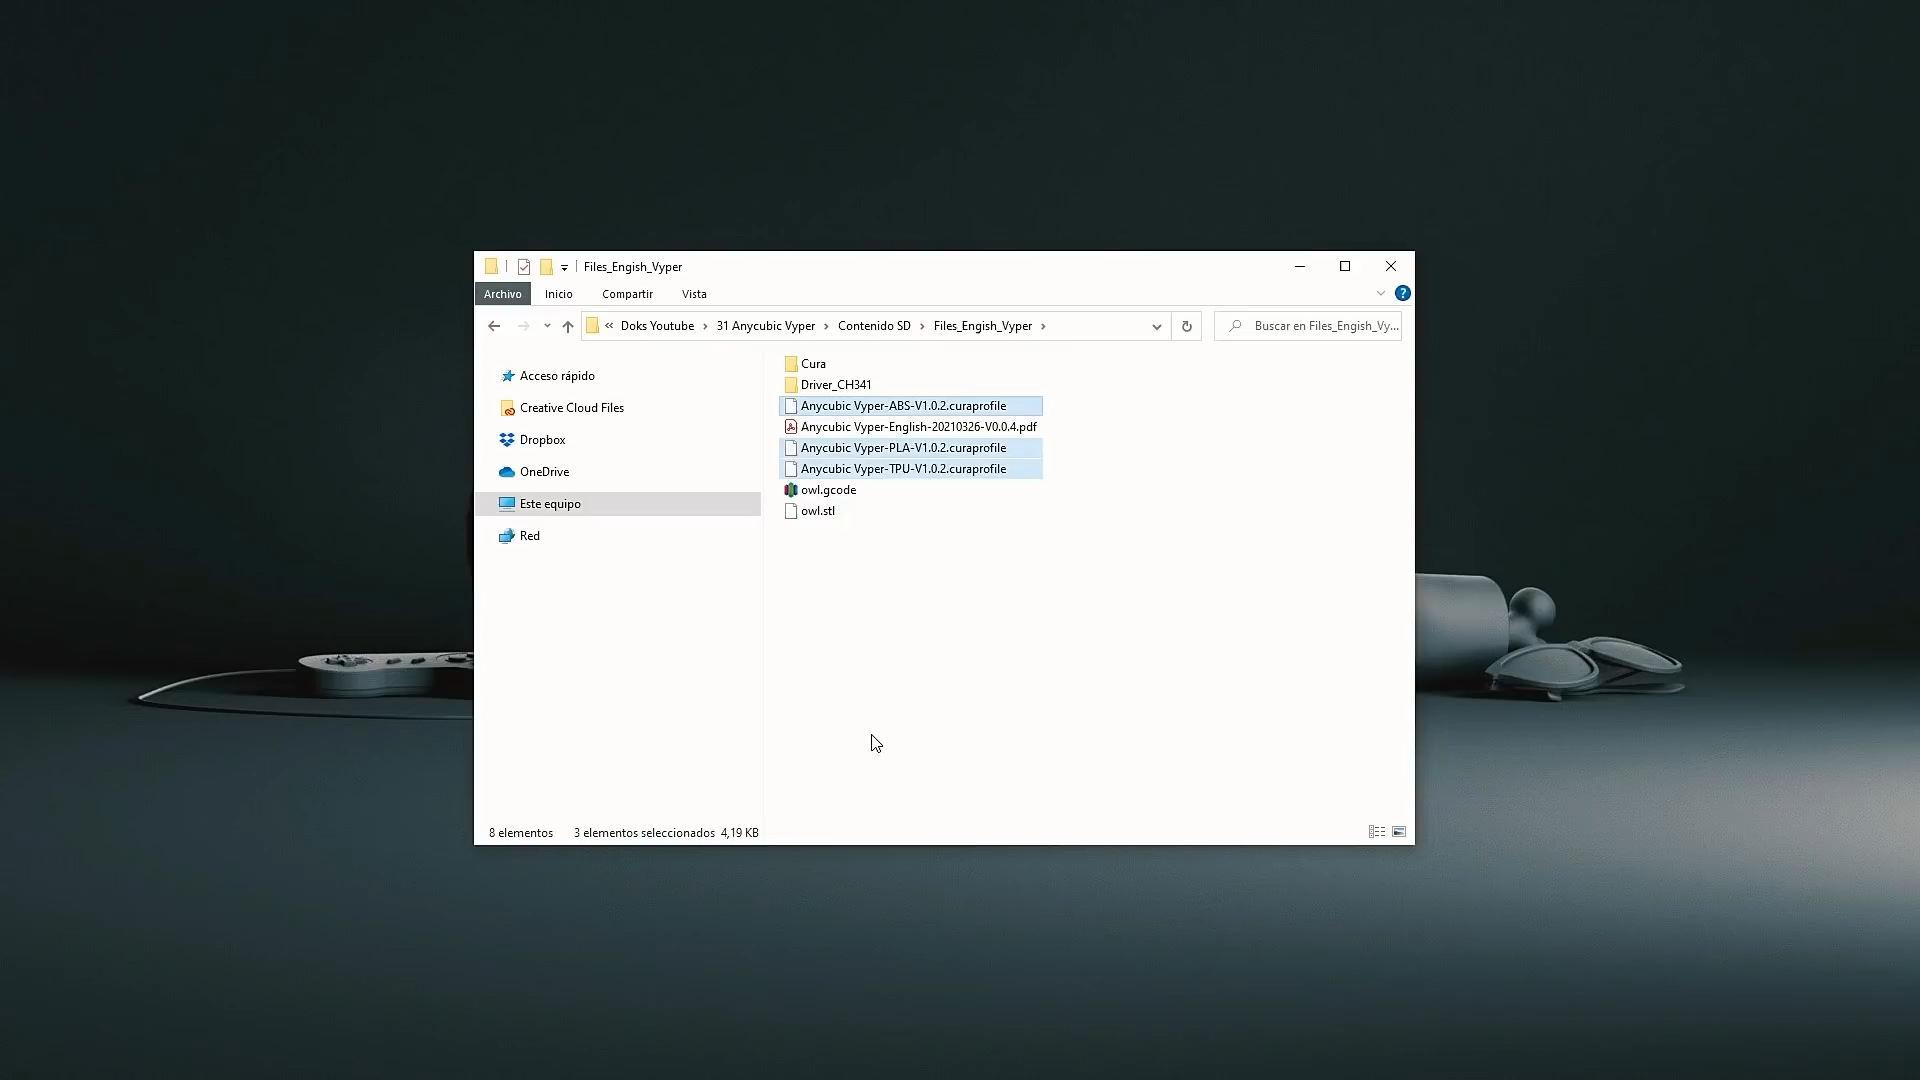 Files_Engish_Vyper
Archivo Inicio Compartir Vista
« Doks Youtube › 31 Anycubic Vyper › Contenido SD › Files_Engish_Vyper ›
Buscar en Files_Engish_Vy...
Acceso rápido
Creative Cloud Files
Dropbox
OneDrive
Este equipo
Red
Cura
Driver_CH341
Anycubic Vyper-ABS-V1.0.2.curaprofile
Anycubic Vyper-English-20210326-V0.0.4.pdf
Anycubic Vyper-PLA-V1.0.2.curaprofile
Anycubic Vyper-TPU-V1.0.2.curaprofile
owl.gcode
owl.stl
8 elementos 3 elementos seleccionados 4,19 KB